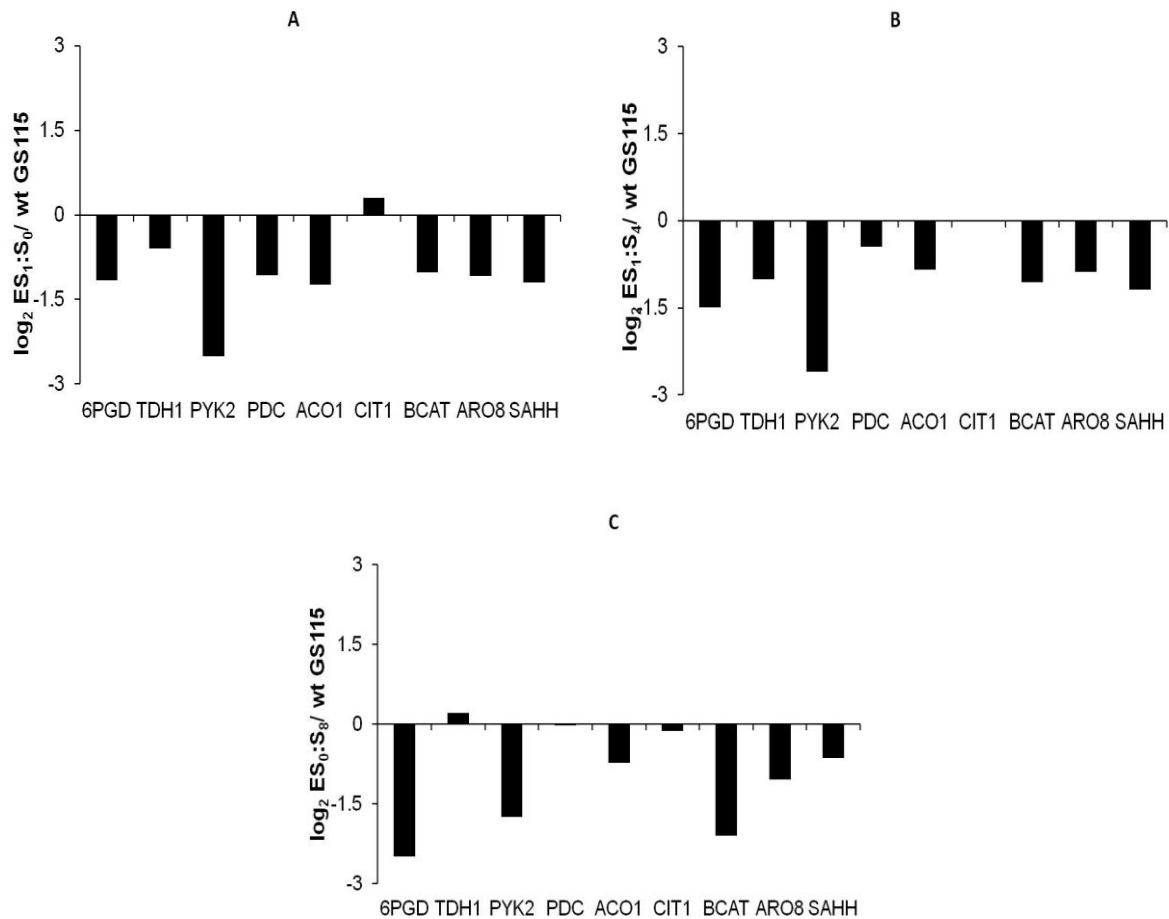 A
3
1.5
0
-1.5
-3
log₂ ES₁:S₀/ wt GS115
6PGD TDH1 PYK2 PDC ACO1 CIT1 BCAT ARO8 SAHH
B
3
1.5
0
-1.5
-3
log₂ ES₁:S₄/ wt GS115
6PGD TDH1 PYK2 PDC ACO1 CIT1 BCAT ARO8 SAHH
C
3
1.5
0
-1.5
-3
log₂ ES₀:S₈/ wt GS115
6PGD TDH1 PYK2 PDC ACO1 CIT1 BCAT ARO8 SAHH